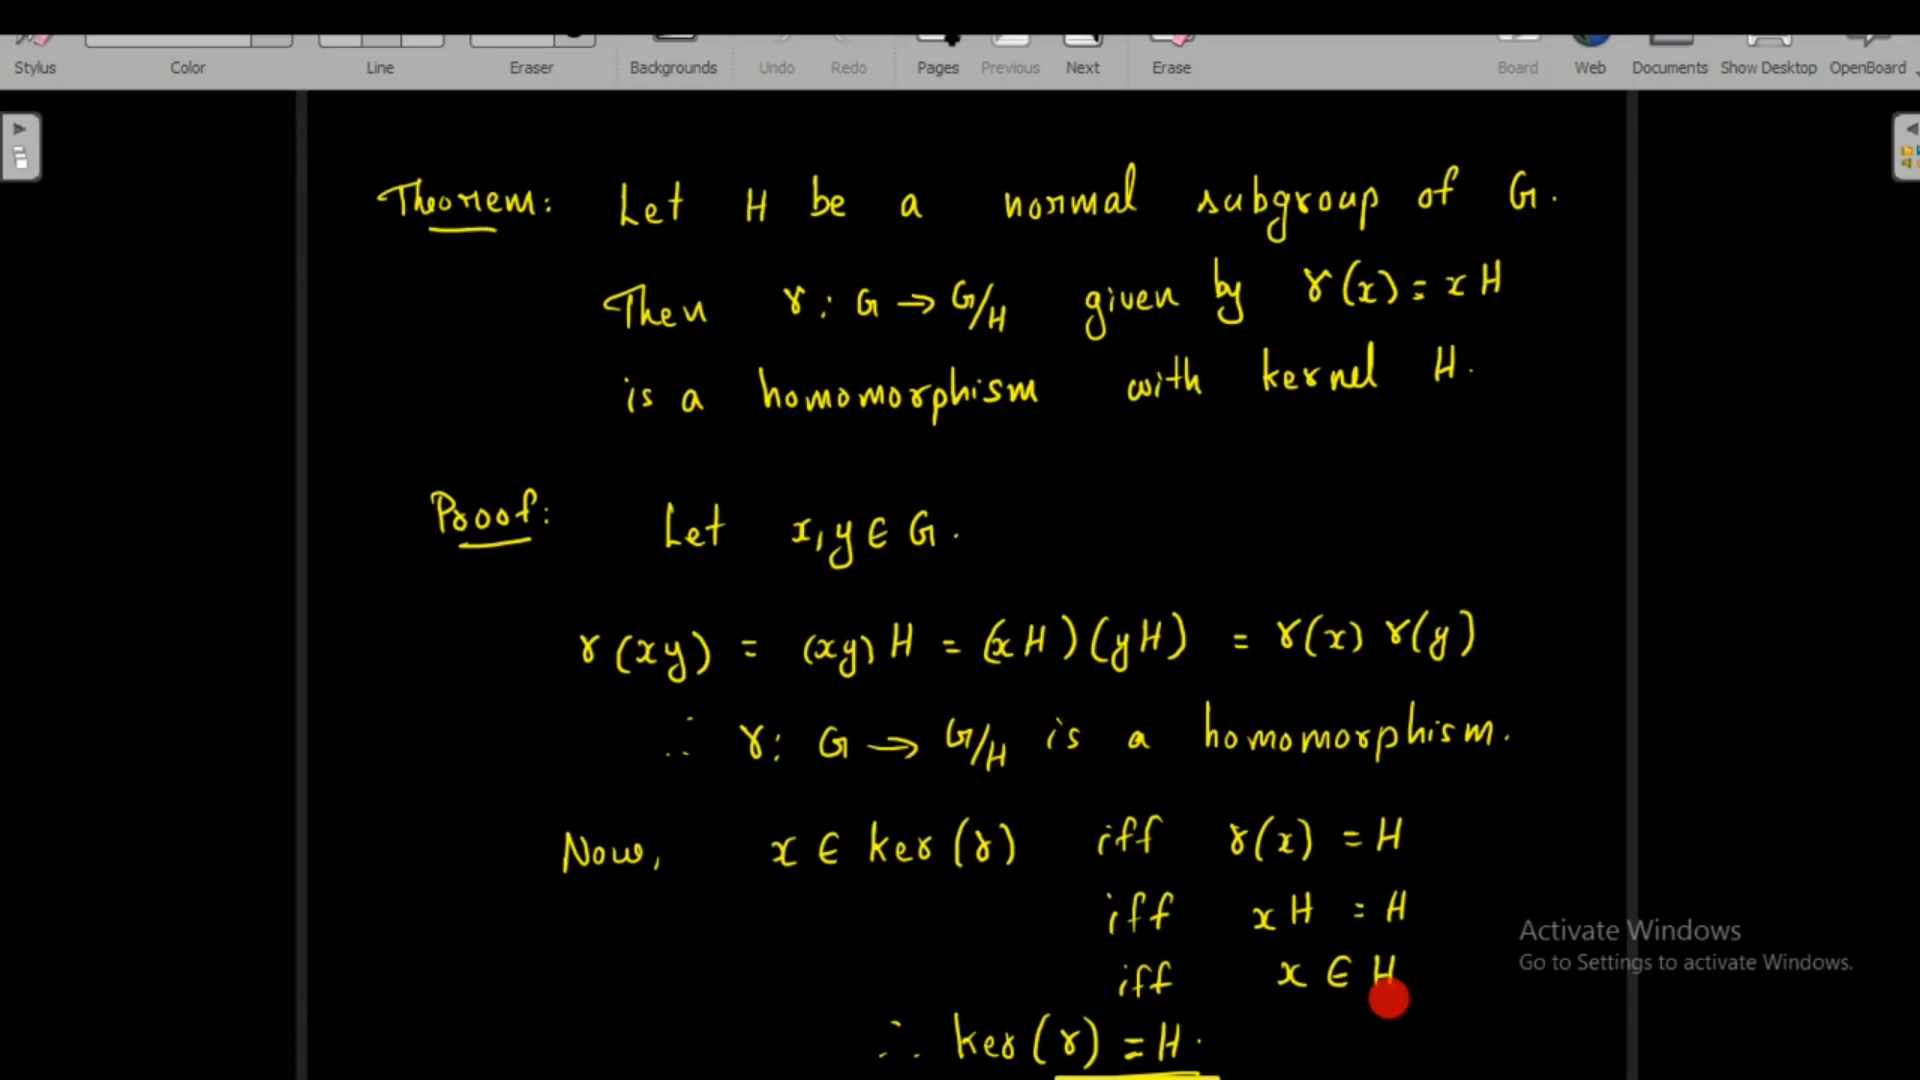 Stylus Color Line Eraser Backgrounds Undo Redo Pages Previous Next Erase Board Web Documents Show Desktop OpenBoard
Theorem: Let H be a normal subgroup of G.
Then γ: G → G/H given by γ(x) = xH
is a homomorphism with kernel H.
Proof: Let x, y ∈ G.
γ(xy) = (xy)H = (xH)(yH) = γ(x) γ(y)
∴ γ: G → G/H is a homomorphism.
Now, x ∈ ker(γ) iff γ(x) = H
iff xH = H
iff x ∈ H
∴ ker(γ) = H.
Activate Windows
Go to Settings to activate Windows.